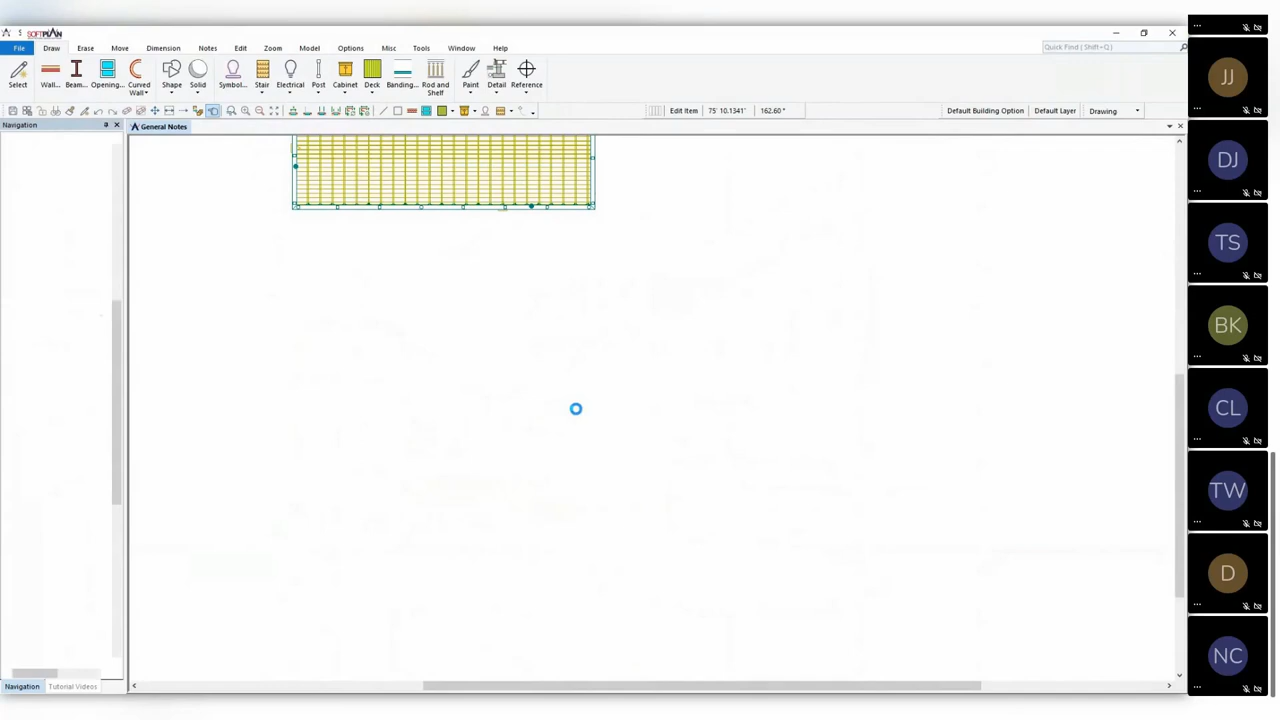 SOFTPLAN
File Draw Erase Move Dimension Notes Edit Zoom Model Options Misc Tools Window Help
Quick Find ( Shift+Q )
Select Wall... Beam... Opening... Curved Wall Shape Solid Symbol... Stair Electrical Post Cabinet Deck Banding... Rod and Shelf Paint Detail Reference
Edit Item 75' 10.1341" 162.60 ° Default Building Option Default Layer Drawing
Navigation
General Notes
Navigation Tutorial Videos
JJ
DJ
TS
BK
CL
TW
D
NC